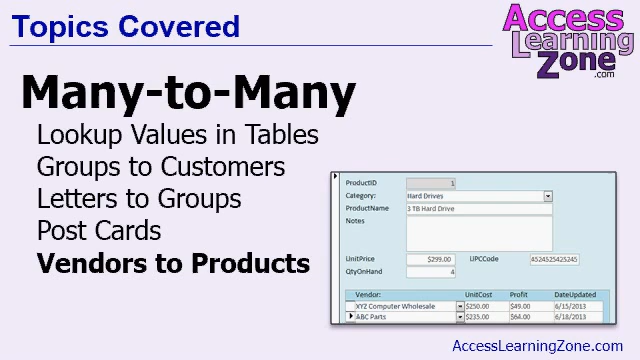 Topics Covered
Access
Learning
Zone
.com
Many-to-Many
Lookup Values in Tables
Groups to Customers
Letters to Groups
Post Cards
Vendors to Products
ProductID 1
Category: Hard Drives
ProductName 3 TB Hard Drive
Notes
UnitPrice $299.00 UPCCode 4524525425245
QtyOnHand 4
Vendor: UnitCost Profit DateUpdated
XYZ Computer Wholesale $250.00 $49.00 6/15/2013
ABC Parts $235.00 $64.00 6/18/2013
AccessLearningZone.com